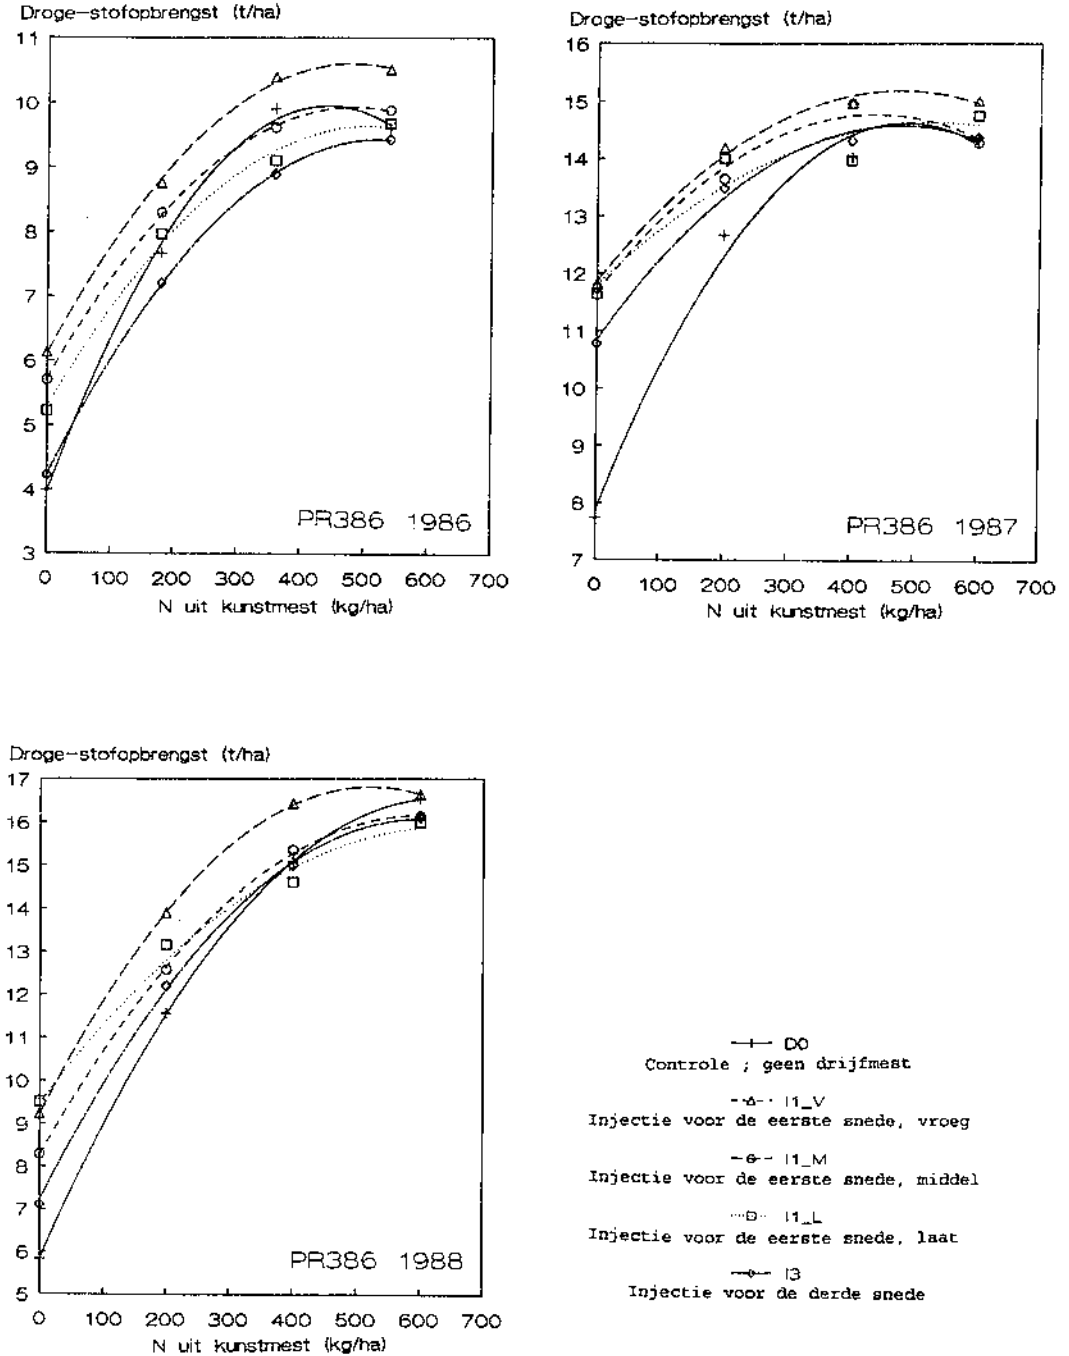 Droge-stofopbrengst (t/ha)
11
10
9
8
7
6
5
4
3
0 100 200 300 400 500 600 700
N uit kunstmest (kg/ha)
PR386 1986
Droge-stofopbrengst (t/ha)
16
15
14
13
12
11
10
9
8
7
0 100 200 300 400 500 600 700
N uit kunstmest (kg/ha)
PR386 1987
Droge-stofopbrengst (t/ha)
17
16
15
14
13
12
11
10
9
8
7
6
5
0 100 200 300 400 500 600 700
N uit kunstmest (kg/ha)
PR386 1988
D0
Controle ; geen drijfmest
I1_V
Injectie voor de eerste snede, vroeg
I1_M
Injectie voor de eerste snede, middel
I1_L
Injectie voor de eerste snede, laat
I3
Injectie voor de derde snede